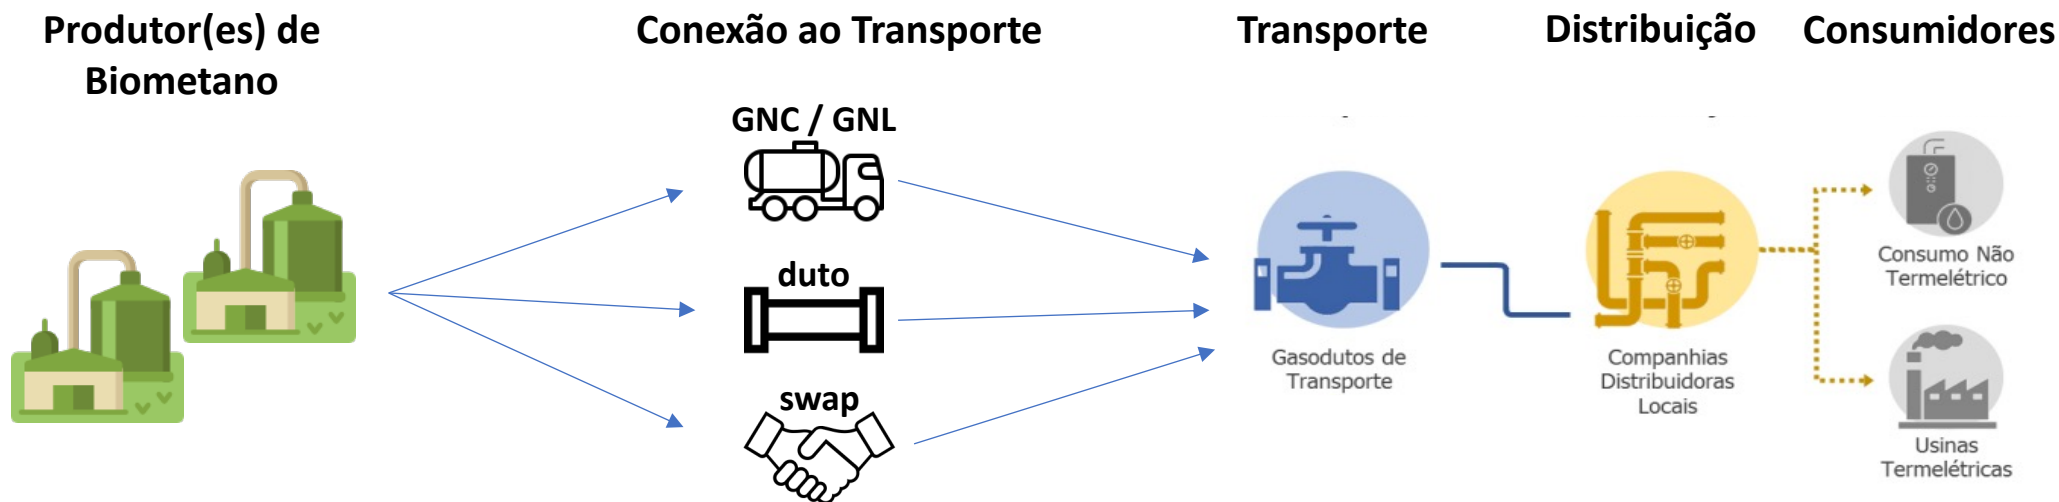 Produtor(es) de
Biometano
Conexão ao Transporte
Transporte
Distribuição
Consumidores
GNC / GNL
duto
swap
Gasodutos de
Transporte
Companhias
Distribuidoras
Locais
Consumo Não
Termelétrico
Usinas
Termelétricas